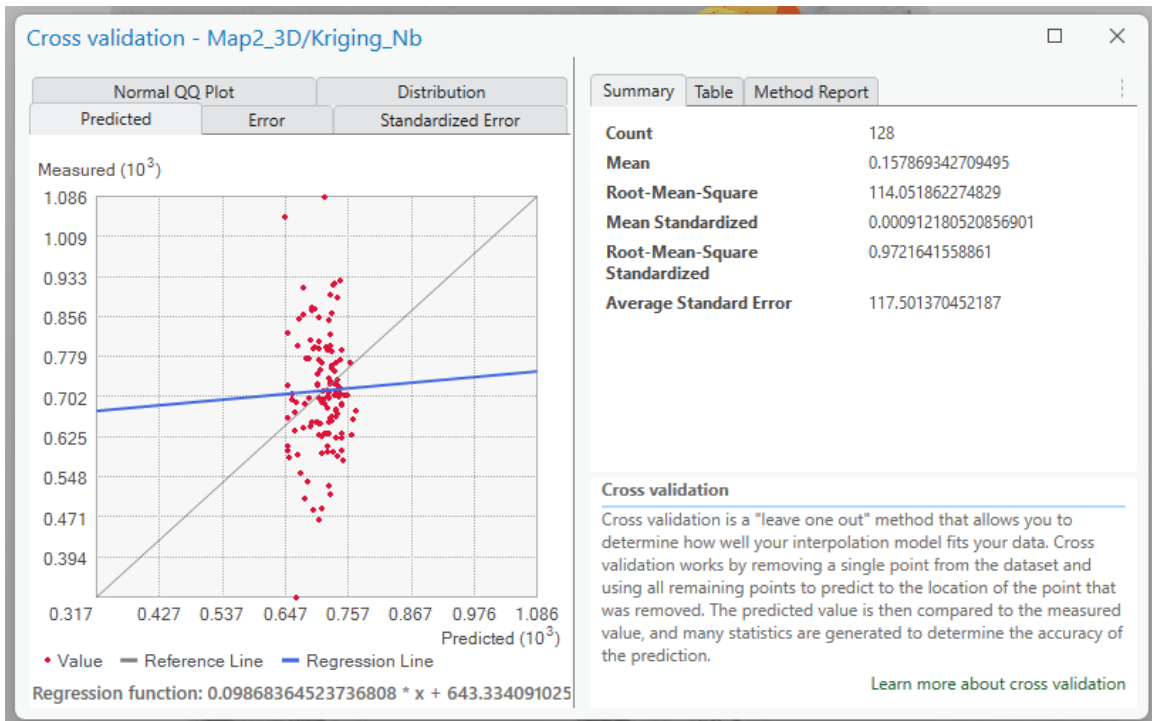 Cross validation - Map2_3D/Kriging_Nb
Normal QQ Plot
Distribution
Predicted
Error
Standardized Error
Measured (10³)
1.086
1.009
0.933
0.856
0.779
0.702
0.625
0.548
0.471
0.394
0.317 0.427 0.537 0.647 0.757 0.867 0.976 1.086
Predicted (10³)
Value Reference Line Regression Line
Regression function: 0.09868364523736808 * x + 643.334091025
Summary Table Method Report
Count 128
Mean 0.157869342709495
Root-Mean-Square 114.051862274829
Mean Standardized 0.000912180520856901
Root-Mean-Square 0.9721641558861
Standardized
Average Standard Error 117.501370452187
Cross validation
Cross validation is a "leave one out" method that allows you to
determine how well your interpolation model fits your data. Cross
validation works by removing a single point from the dataset and
using all remaining points to predict to the location of the point that
was removed. The predicted value is then compared to the measured
value, and many statistics are generated to determine the accuracy of
the prediction.
Learn more about cross validation